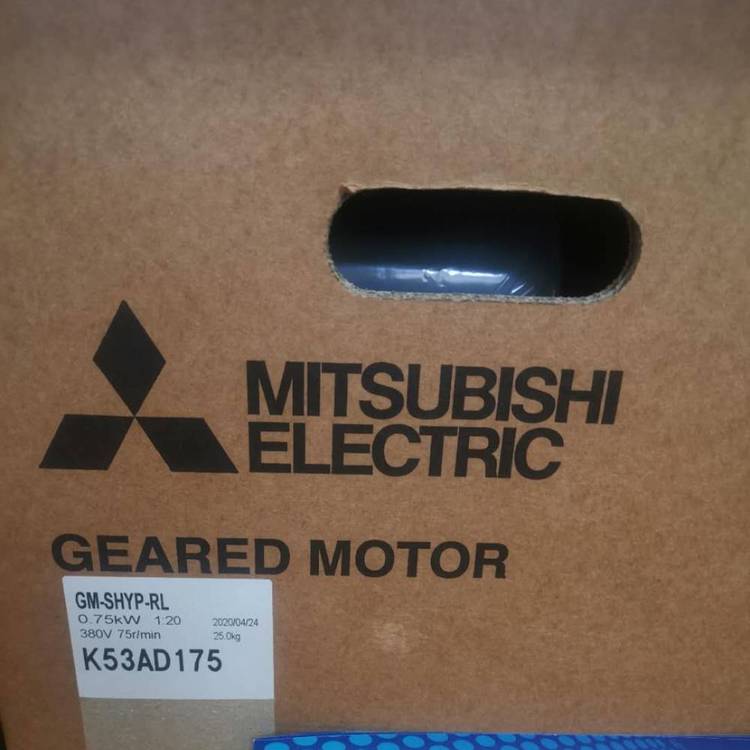 MITSUBISHI
ELECTRIC
GEARED MOTOR
GM-SHYP-RL
0.75kW 1:20 2020/04/24
380V 75r/min 25.0kg
K53AD175